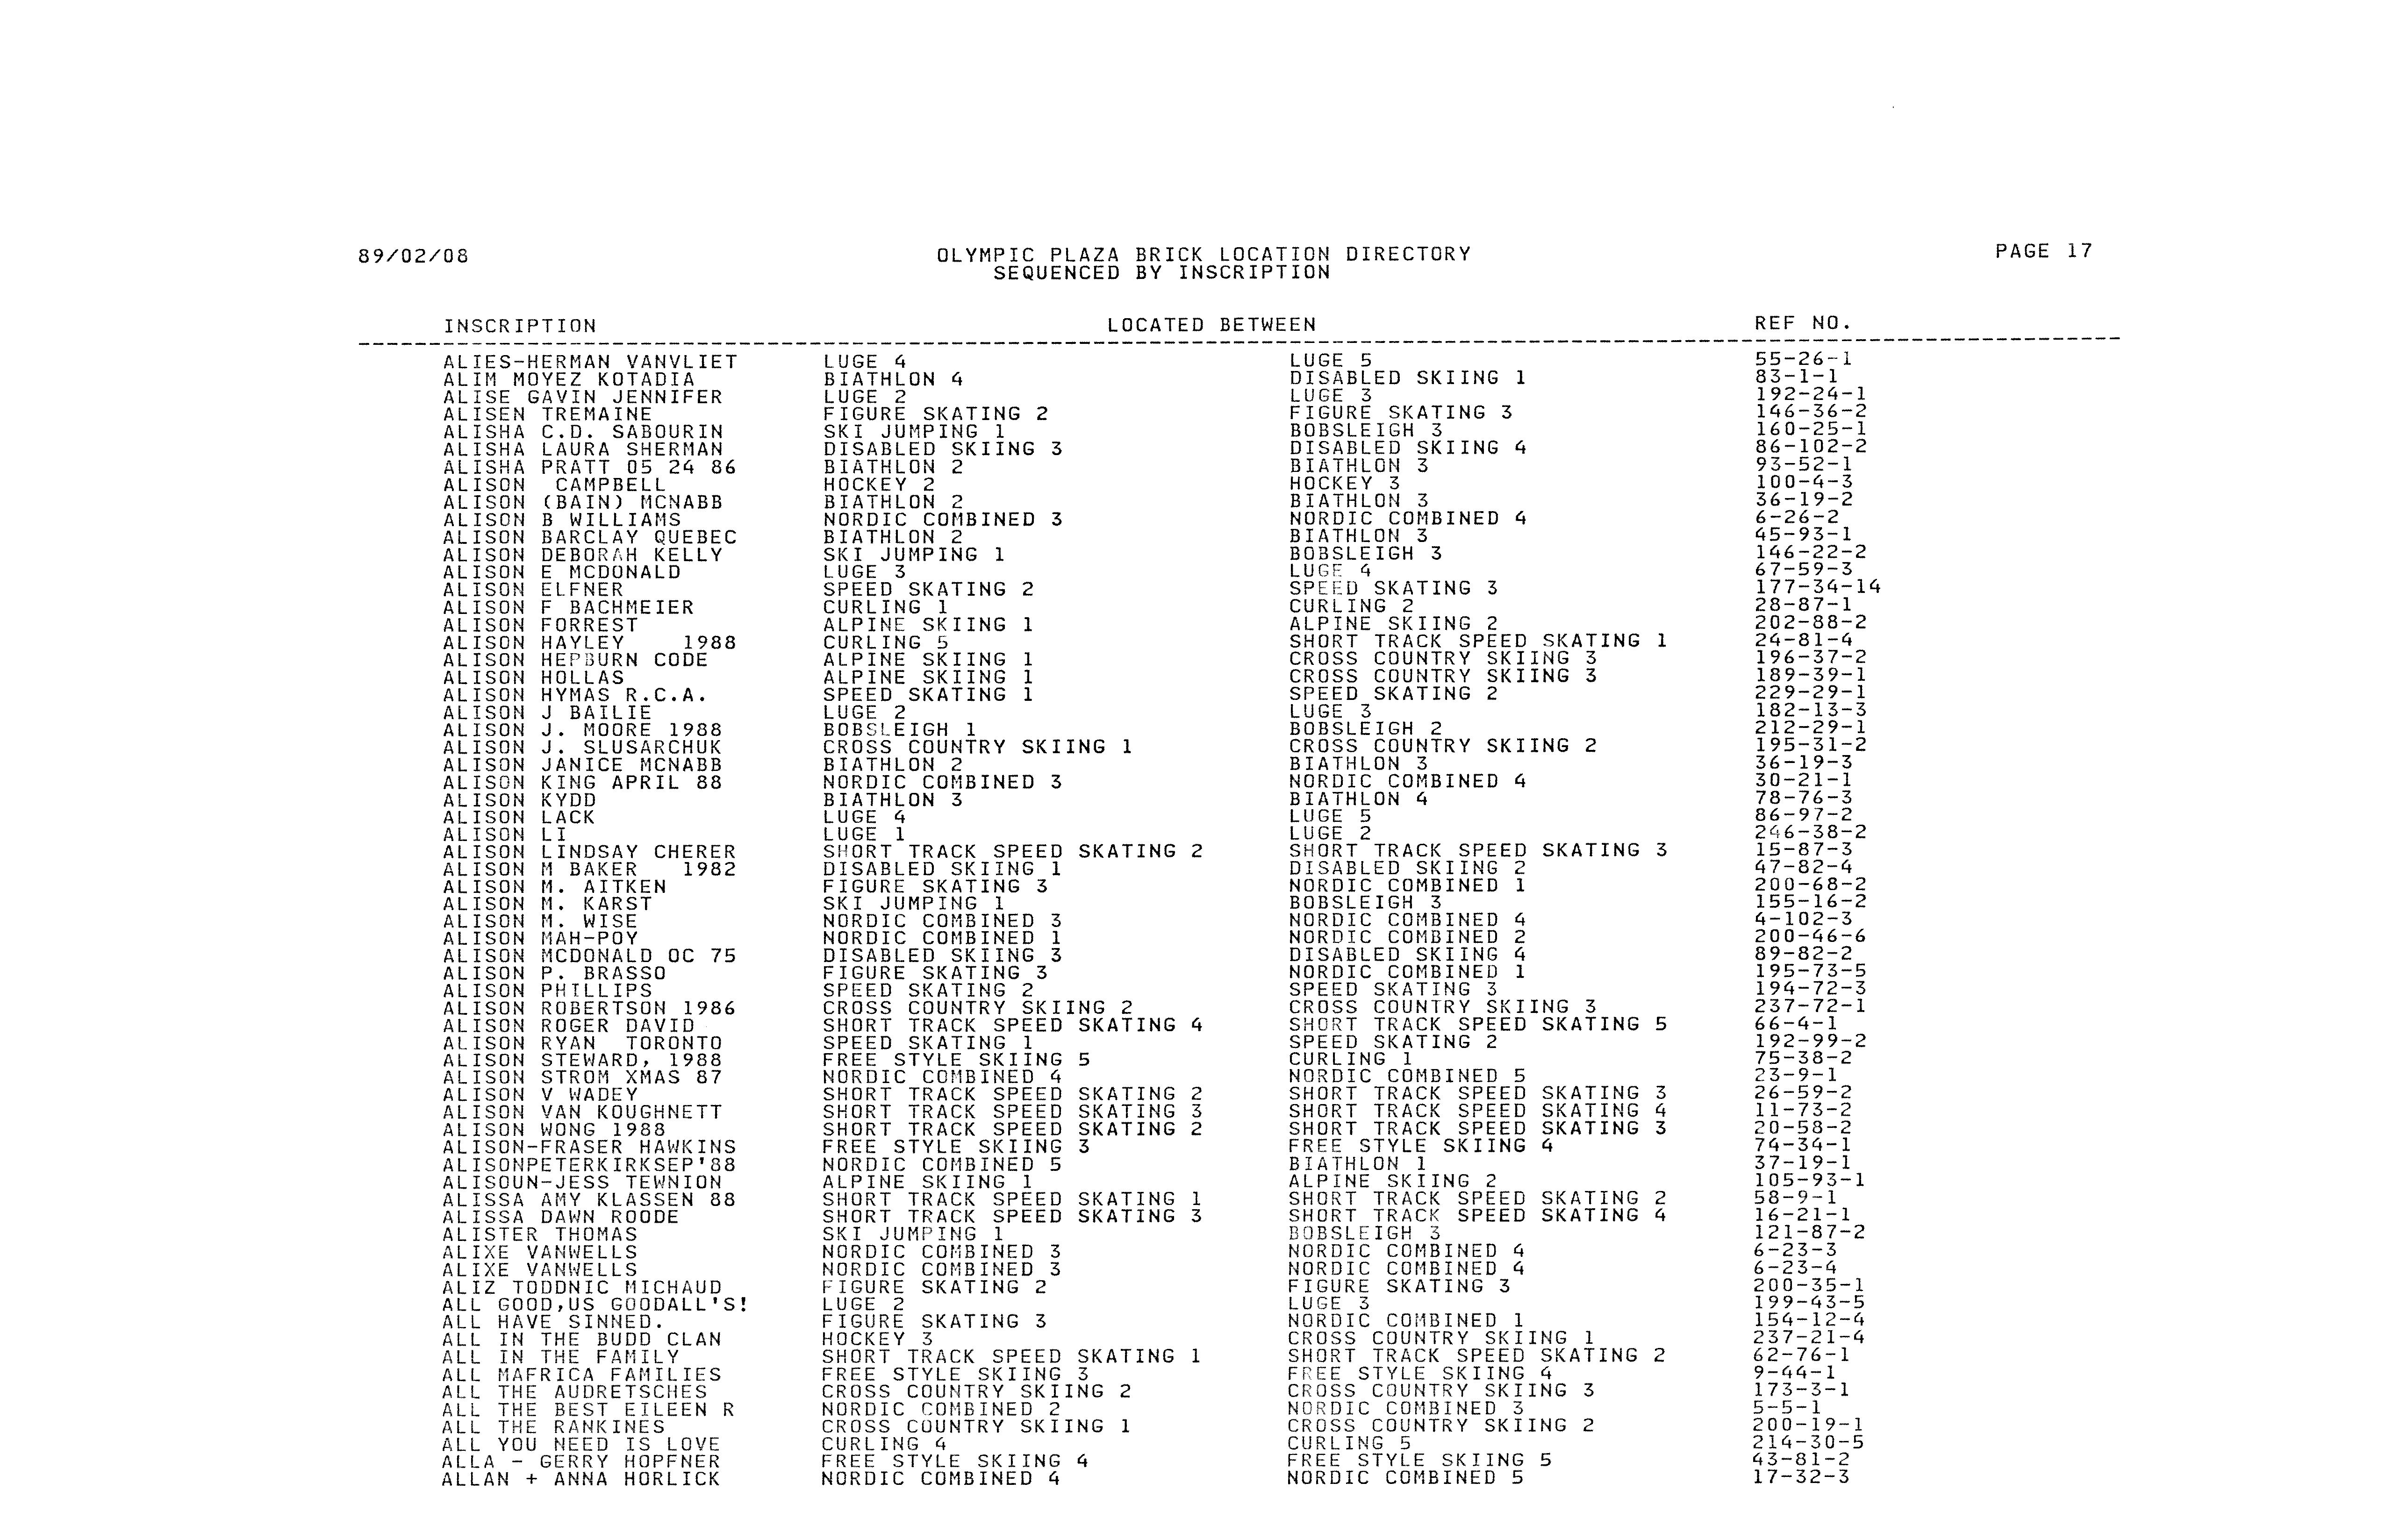 89/02/08 OLYMPIC PLAZA BRICK LOCATION DIRECTORY PAGE 17
SEQUENCED BY INSCRIPTION
INSCRIPTION LOCATED BETWEEN REF NO.
ALIES-HERMAN VANVLIET LUGE 4 LUGE 5 55-26-1
ALIM MOYEZ KOTADIA BIATHLON 4 DISABLED SKIING 1 83-1-1
ALISE GAVIN JENNIFER LUGE 2 LUGE 3 192-24-1
ALISEN TREMAINE FIGURE SKATING 2 FIGURE SKATING 3 146-36-2
ALISHA C.D. SABOURIN SKI JUMPING 1 BOBSLEIGH 3 160-25-1
ALISHA LAURA SHERMAN DISABLED SKIING 3 DISABLED SKIING 4 86-102-2
ALISHA PRATT 05 24 86 BIATHLON 2 BIATHLON 3 93-52-1
ALISON  CAMPBELL HOCKEY 2 HOCKEY 3 100-4-3
ALISON (BAIN) MCNABB BIATHLON 2 BIATHLON 3 36-19-2
ALISON B WILLIAMS NORDIC COMBINED 3 NORDIC COMBINED 4 6-26-2
ALISON BARCLAY QUEBEC BIATHLON 2 BIATHLON 3 45-93-1
ALISON DEBORAH KELLY SKI JUMPING 1 BOBSLEIGH 3 146-22-2
ALISON E MCDONALD LUGE 3 LUGE 4 67-59-3
ALISON ELFNER SPEED SKATING 2 SPEED SKATING 3 177-34-14
ALISON F BACHMEIER CURLING 1 CURLING 2 28-87-1
ALISON FORREST ALPINE SKIING 1 ALPINE SKIING 2 202-88-2
ALISON HAYLEY    1988 CURLING 5 SHORT TRACK SPEED SKATING 1 24-81-4
ALISON HEPBURN CODE ALPINE SKIING 1 CROSS COUNTRY SKIING 3 196-37-2
ALISON HOLLAS ALPINE SKIING 1 CROSS COUNTRY SKIING 3 189-39-1
ALISON HYMAS R.C.A. SPEED SKATING 1 SPEED SKATING 2 229-29-1
ALISON J BAILIE LUGE 2 LUGE 3 182-13-3
ALISON J. MOORE 1988 BOBSLEIGH 1 BOBSLEIGH 2 212-29-1
ALISON J. SLUSARCHUK CROSS COUNTRY SKIING 1 CROSS COUNTRY SKIING 2 195-31-2
ALISON JANICE MCNABB BIATHLON 2 BIATHLON 3 36-19-3
ALISON KING APRIL 88 NORDIC COMBINED 3 NORDIC COMBINED 4 30-21-1
ALISON KYDD BIATHLON 3 BIATHLON 4 78-76-3
ALISON LACK LUGE 4 LUGE 5 86-97-2
ALISON LI LUGE 1 LUGE 2 246-38-2
ALISON LINDSAY CHERER SHORT TRACK SPEED SKATING 2 SHORT TRACK SPEED SKATING 3 15-87-3
ALISON M BAKER   1982 DISABLED SKIING 1 DISABLED SKIING 2 47-82-4
ALISON M. AITKEN FIGURE SKATING 3 NORDIC COMBINED 1 200-68-2
ALISON M. KARST SKI JUMPING 1 BOBSLEIGH 3 155-16-2
ALISON M. WISE NORDIC COMBINED 3 NORDIC COMBINED 4 4-102-3
ALISON MAH-POY NORDIC COMBINED 1 NORDIC COMBINED 2 200-46-6
ALISON MCDONALD OC 75 DISABLED SKIING 3 DISABLED SKIING 4 89-82-2
ALISON P. BRASSO FIGURE SKATING 3 NORDIC COMBINED 1 195-73-5
ALISON PHILLIPS SPEED SKATING 2 SPEED SKATING 3 194-72-3
ALISON ROBERTSON 1986 CROSS COUNTRY SKIING 2 CROSS COUNTRY SKIING 3 237-72-1
ALISON ROGER DAVID SHORT TRACK SPEED SKATING 4 SHORT TRACK SPEED SKATING 5 66-4-1
ALISON RYAN  TORONTO SPEED SKATING 1 SPEED SKATING 2 192-99-2
ALISON STEWARD, 1988 FREE STYLE SKIING 5 CURLING 1 75-38-2
ALISON STROM XMAS 87 NORDIC COMBINED 4 NORDIC COMBINED 5 23-9-1
ALISON V WADEY SHORT TRACK SPEED SKATING 2 SHORT TRACK SPEED SKATING 3 26-59-2
ALISON VAN KOUGHNETT SHORT TRACK SPEED SKATING 3 SHORT TRACK SPEED SKATING 4 11-73-2
ALISON WONG 1988 SHORT TRACK SPEED SKATING 2 SHORT TRACK SPEED SKATING 3 20-58-2
ALISON-FRASER HAWKINS FREE STYLE SKIING 3 FREE STYLE SKIING 4 74-34-1
ALISONPETERKIRKSEP'88 NORDIC COMBINED 5 BIATHLON 1 37-19-1
ALISOUN-JESS TEWNION ALPINE SKIING 1 ALPINE SKIING 2 105-93-1
ALISSA AMY KLASSEN 88 SHORT TRACK SPEED SKATING 1 SHORT TRACK SPEED SKATING 2 58-9-1
ALISSA DAWN ROODE SHORT TRACK SPEED SKATING 3 SHORT TRACK SPEED SKATING 4 16-21-1
ALISTER THOMAS SKI JUMPING 1 BOBSLEIGH 3 121-87-2
ALIXE VANWELLS NORDIC COMBINED 3 NORDIC COMBINED 4 6-23-3
ALIXE VANWELLS NORDIC COMBINED 3 NORDIC COMBINED 4 6-23-4
ALIZ TODDNIC MICHAUD FIGURE SKATING 2 FIGURE SKATING 3 200-35-1
ALL GOOD,US GOODALL'S! LUGE 2 LUGE 3 199-43-5
ALL HAVE SINNED. FIGURE SKATING 3 NORDIC COMBINED 1 154-12-4
ALL IN THE BUDD CLAN HOCKEY 3 CROSS COUNTRY SKIING 1 237-21-4
ALL IN THE FAMILY SHORT TRACK SPEED SKATING 1 SHORT TRACK SPEED SKATING 2 62-76-1
ALL MAFRICA FAMILIES FREE STYLE SKIING 3 FREE STYLE SKIING 4 9-44-1
ALL THE AUDRETSCHES CROSS COUNTRY SKIING 2 CROSS COUNTRY SKIING 3 173-3-1
ALL THE BEST EILEEN R NORDIC COMBINED 2 NORDIC COMBINED 3 5-5-1
ALL THE RANKINES CROSS COUNTRY SKIING 1 CROSS COUNTRY SKIING 2 200-19-1
ALL YOU NEED IS LOVE CURLING 4 CURLING 5 214-30-5
ALLA - GERRY HOPFNER FREE STYLE SKIING 4 FREE STYLE SKIING 5 43-81-2
ALLAN + ANNA HORLICK NORDIC COMBINED 4 NORDIC COMBINED 5 17-32-3